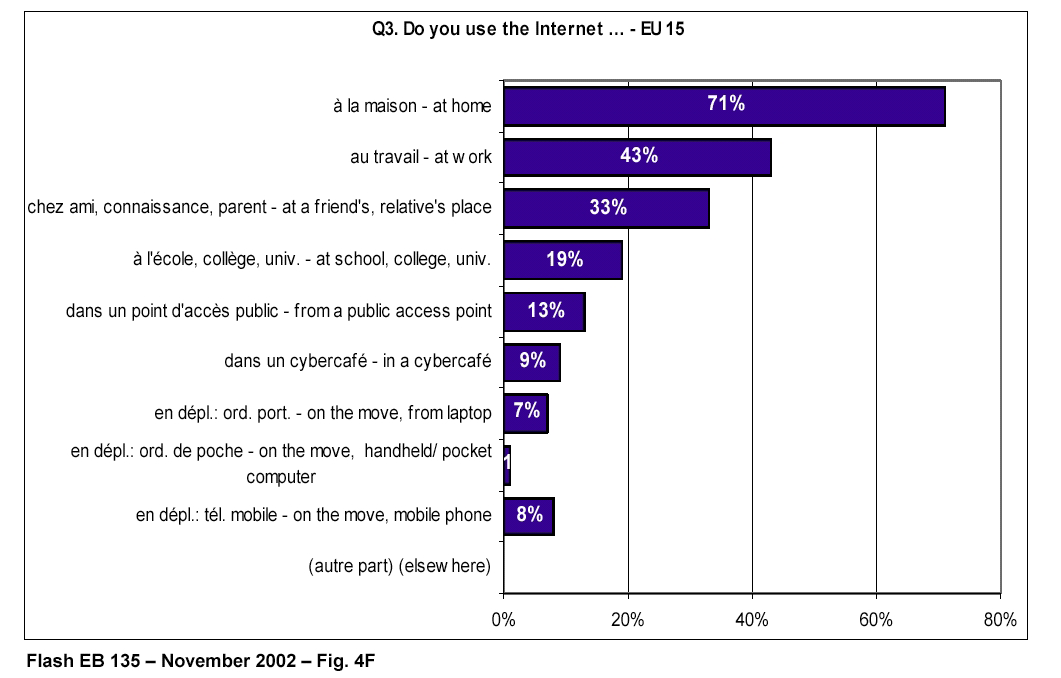 Q3. Do you use the Internet ... - EU 15
à la maison - at home
71%
au travail - at work
43%
chez ami, connaissance, parent - at a friend's, relative's place
33%
à l'école, collège, univ. - at school, college, univ.
19%
dans un point d'accès public - from a public access point
13%
dans un cybercafé - in a cybercafé
9%
en dépl.: ord. port. - on the move, from laptop
7%
en dépl.: ord. de poche - on the move, handheld/ pocket
computer
1
en dépl.: tél. mobile - on the move, mobile phone
8%
(autre part) (elsewhere)
0% 20% 40% 60% 80%
Flash EB 135 – November 2002 – Fig. 4F